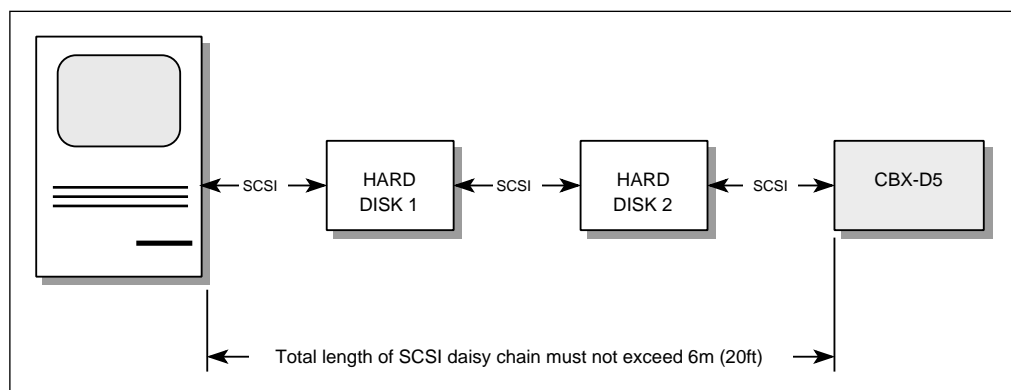 SCSI
HARD
DISK 1
SCSI
HARD
DISK 2
SCSI
CBX-D5
Total length of SCSI daisy chain must not exceed 6m (20ft)